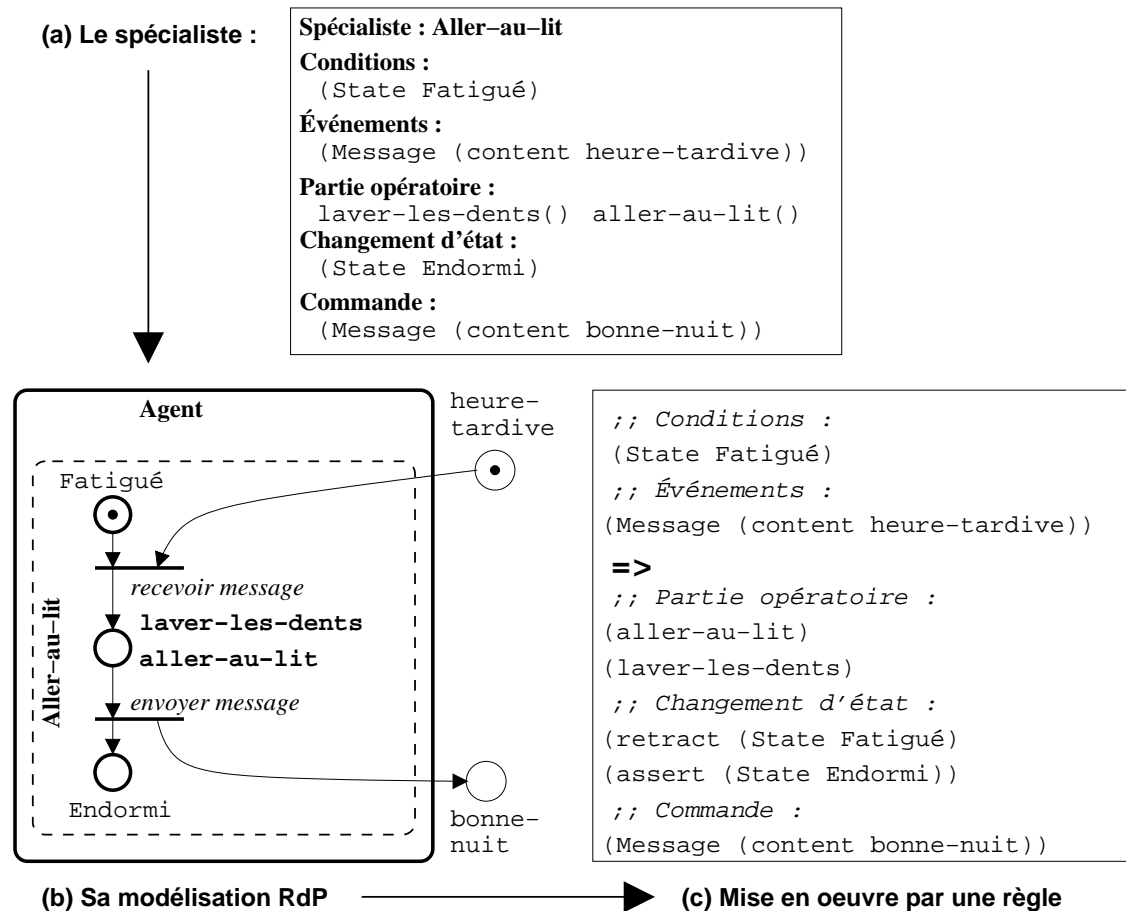 (a) Le spécialiste :
Spécialiste : Aller−au−lit
Conditions :
(State Fatigué)
Événements :
(Message (content heure−tardive))
Partie opératoire :
laver-les-dents() aller-au-lit()
Changement d'état :
(State Endormi)
Commande :
(Message (content bonne−nuit))
Agent
heure−
tardive
Fatigué
recevoir message
laver-les-dents
aller-au-lit
Aller−au−lit
envoyer message
Endormi
bonne−
nuit
;; Conditions :
(State Fatigué)
;; Événements :
(Message (content heure−tardive))
=>
;; Partie opératoire :
(aller−au−lit)
(laver−les−dents)
;; Changement d'état :
(retract (State Fatigué)
(assert (State Endormi))
;; Commande :
(Message (content bonne−nuit))
(b) Sa modélisation RdP
(c) Mise en oeuvre par une règle